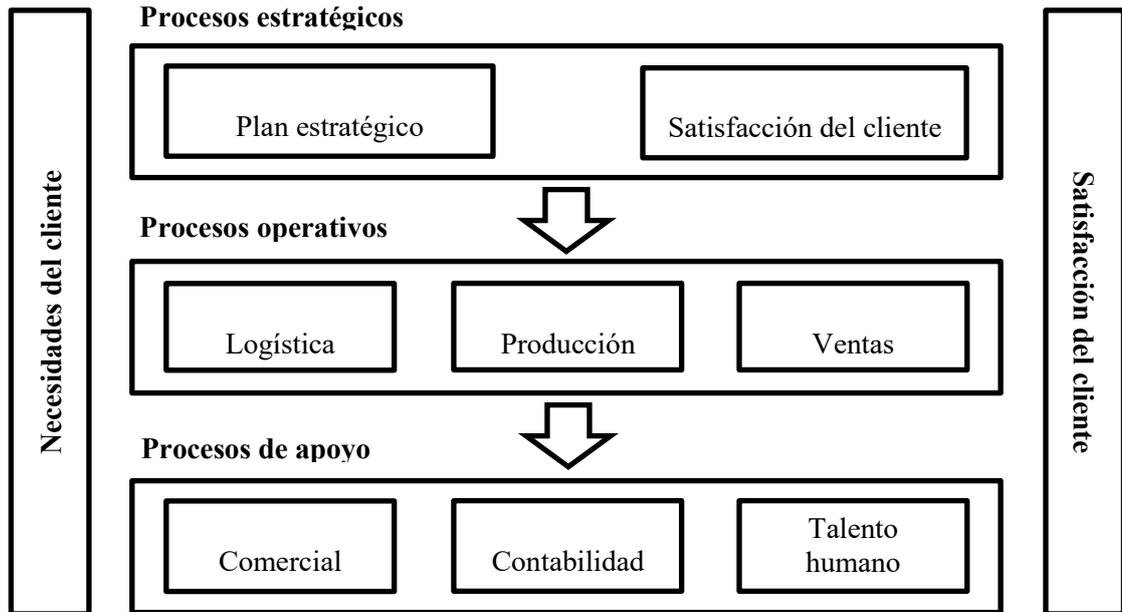 Procesos estratégicos
Plan estratégico
Satisfacción del cliente
Necesidades del cliente
Procesos operativos
Logística
Producción
Ventas
Procesos de apoyo
Comercial
Contabilidad
Talento
humano
Satisfacción del cliente